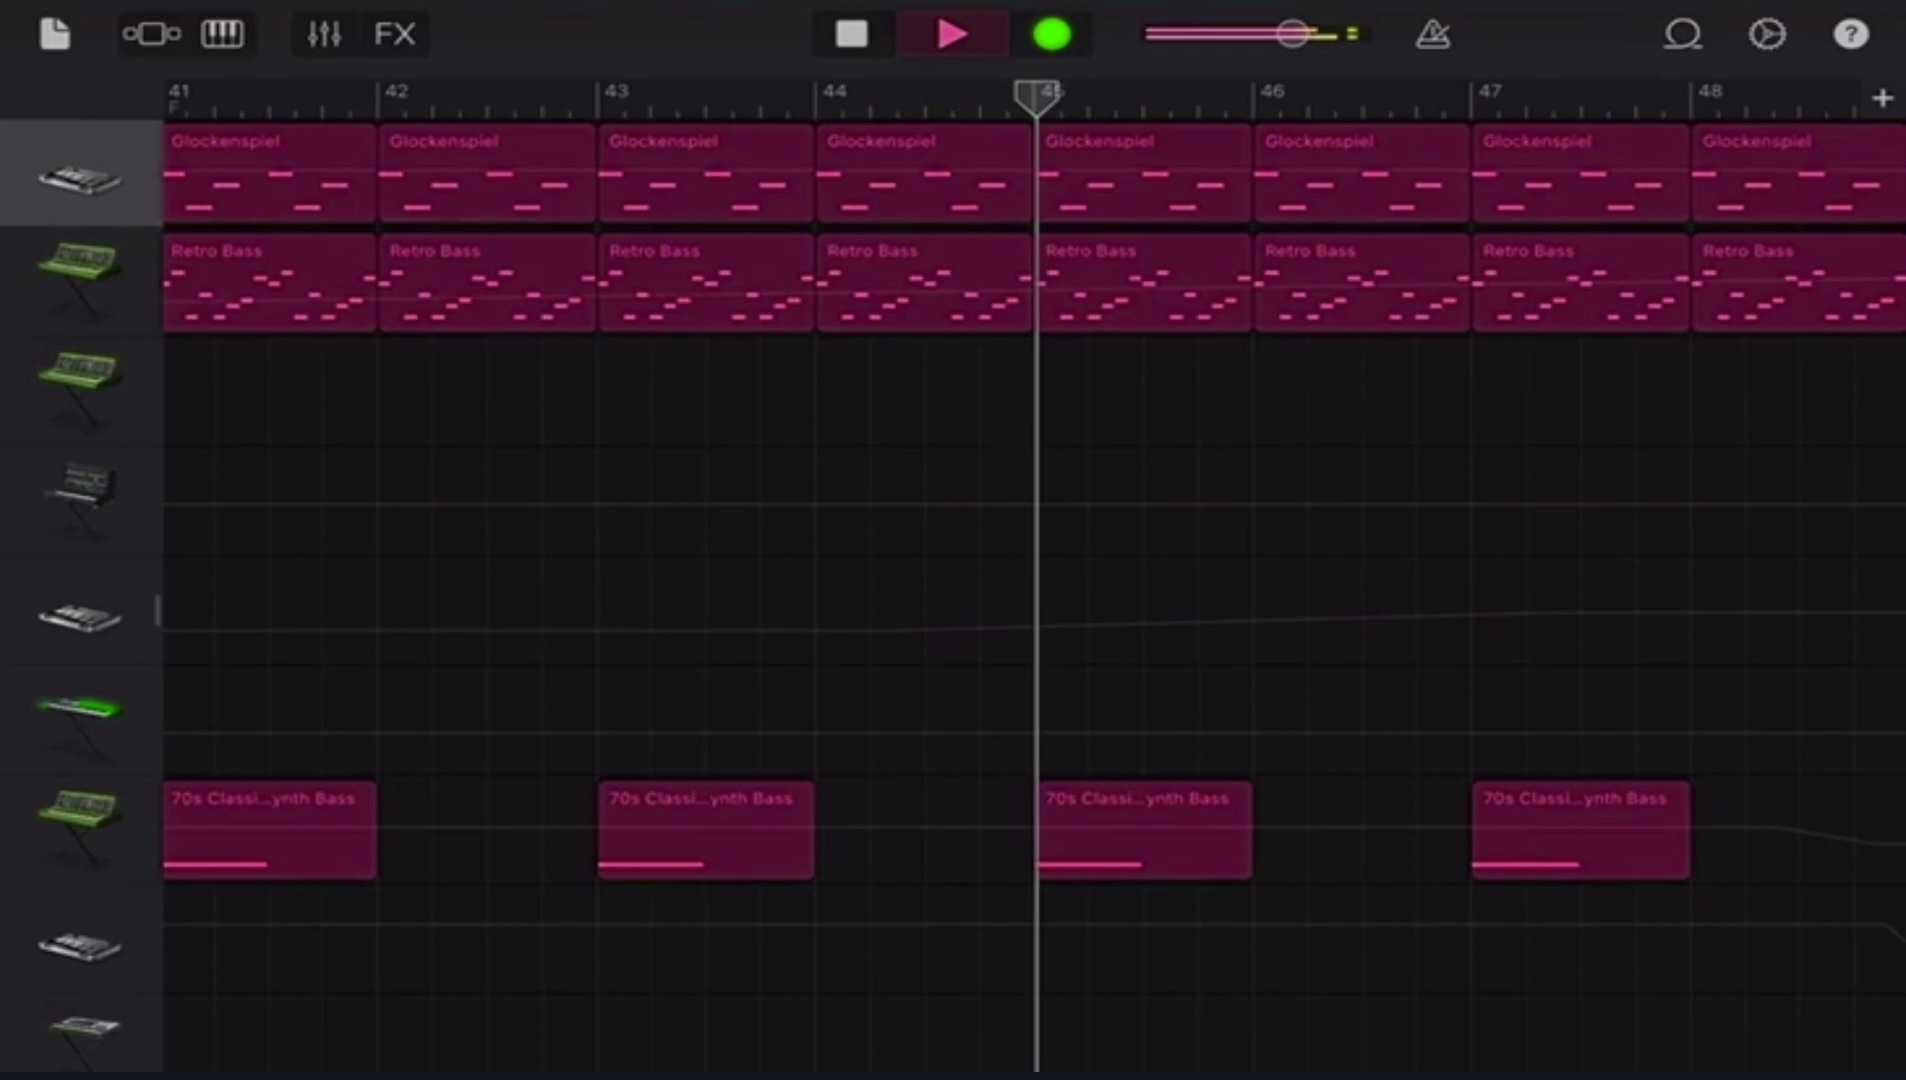 FX
41 42 43 44 45 46 47 48 +
F
Glockenspiel Glockenspiel Glockenspiel Glockenspiel Glockenspiel Glockenspiel Glockenspiel Glockenspiel
Retro Bass Retro Bass Retro Bass Retro Bass Retro Bass Retro Bass Retro Bass Retro Bass
70s Classi...ynth Bass 70s Classi...ynth Bass 70s Classi...ynth Bass 70s Classi...ynth Bass